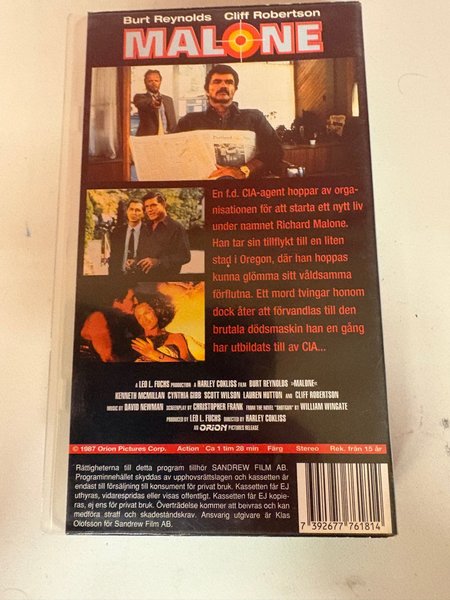 Burt Reynolds Cliff Robertson
MALONE
En f.d. CIA-agent hoppar av orga-
nisationen för att starta ett nytt liv
under namnet Richard Malone.
Han tar sin tillflykt till en liten
stad i Oregon, där han hoppas
kunna glömma sitt våldsamma
förflutna. Ett mord tvingar honom
dock åter att förvandlas till den
brutala dödsmaskin han en gång
har utbildats till av CIA...
A LEO L. FUCHS PRODUCTION A HARLEY COKLISS FILM BURT REYNOLDS »MALONE«
KENNETH MCMILLAN CYNTHIA GIBB SCOTT WILSON LAUREN HUTTON AND CLIFF ROBERTSON
MUSIC BY DAVID NEWMAN SCREENPLAY BY CHRISTOPHER FRANK FROM THE NOVEL "SHOTGUN" BY WILLIAM WINGATE
PRODUCED BY LEO L. FUCHS DIRECTED BY HARLEY COKLISS
AN ORION PICTURES RELEASE
© 1987 Orion Pictures Corp. Action Ca 1 tim 28 min Färg Stereo Rek. från 15 år
Rättigheterna till detta program tillhör SANDREW FILM AB.
Programinnehållet skyddas av upphovsrättslagen och kassetten är
endast till försäljning till konsument för privat bruk. Kassetten får EJ
uthyras, vidarespridas eller visas offentligt. Kassetten får EJ kopie-
ras, ej ens för privat bruk. Överträdelse kommer att beivras och kan
medföra straff och skadeståndskrav. Ansvarig utgivare är Klas
Olofsson för Sandrew Film AB.
7 392677 761814